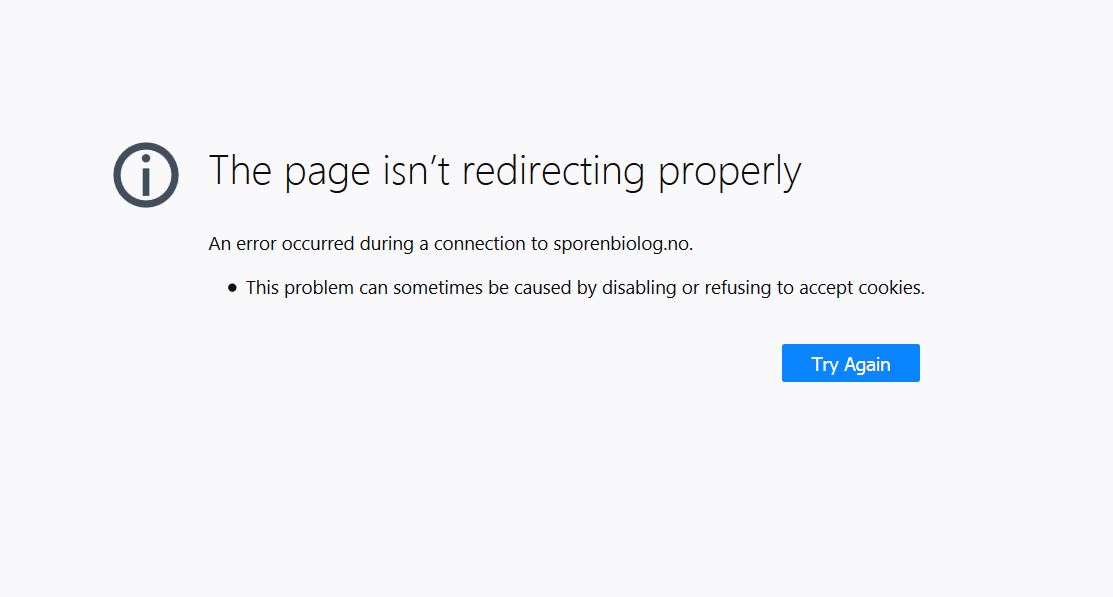 The page isn’t redirecting properly
An error occurred during a connection to sporenbiolog.no.
• This problem can sometimes be caused by disabling or refusing to accept cookies.
Try Again